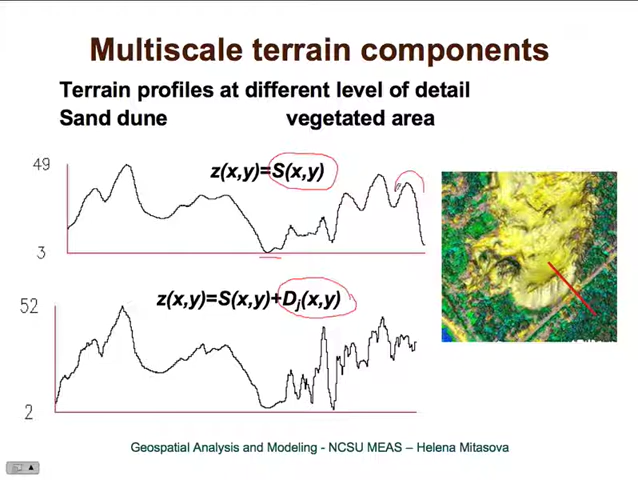 Multiscale terrain components
Terrain profiles at different level of detail
Sand dune vegetated area
49
z(x,y)=S(x,y)
3
52
z(x,y)=S(x,y)+Dj(x,y)
2
Geospatial Analysis and Modeling - NCSU MEAS – Helena Mitasova